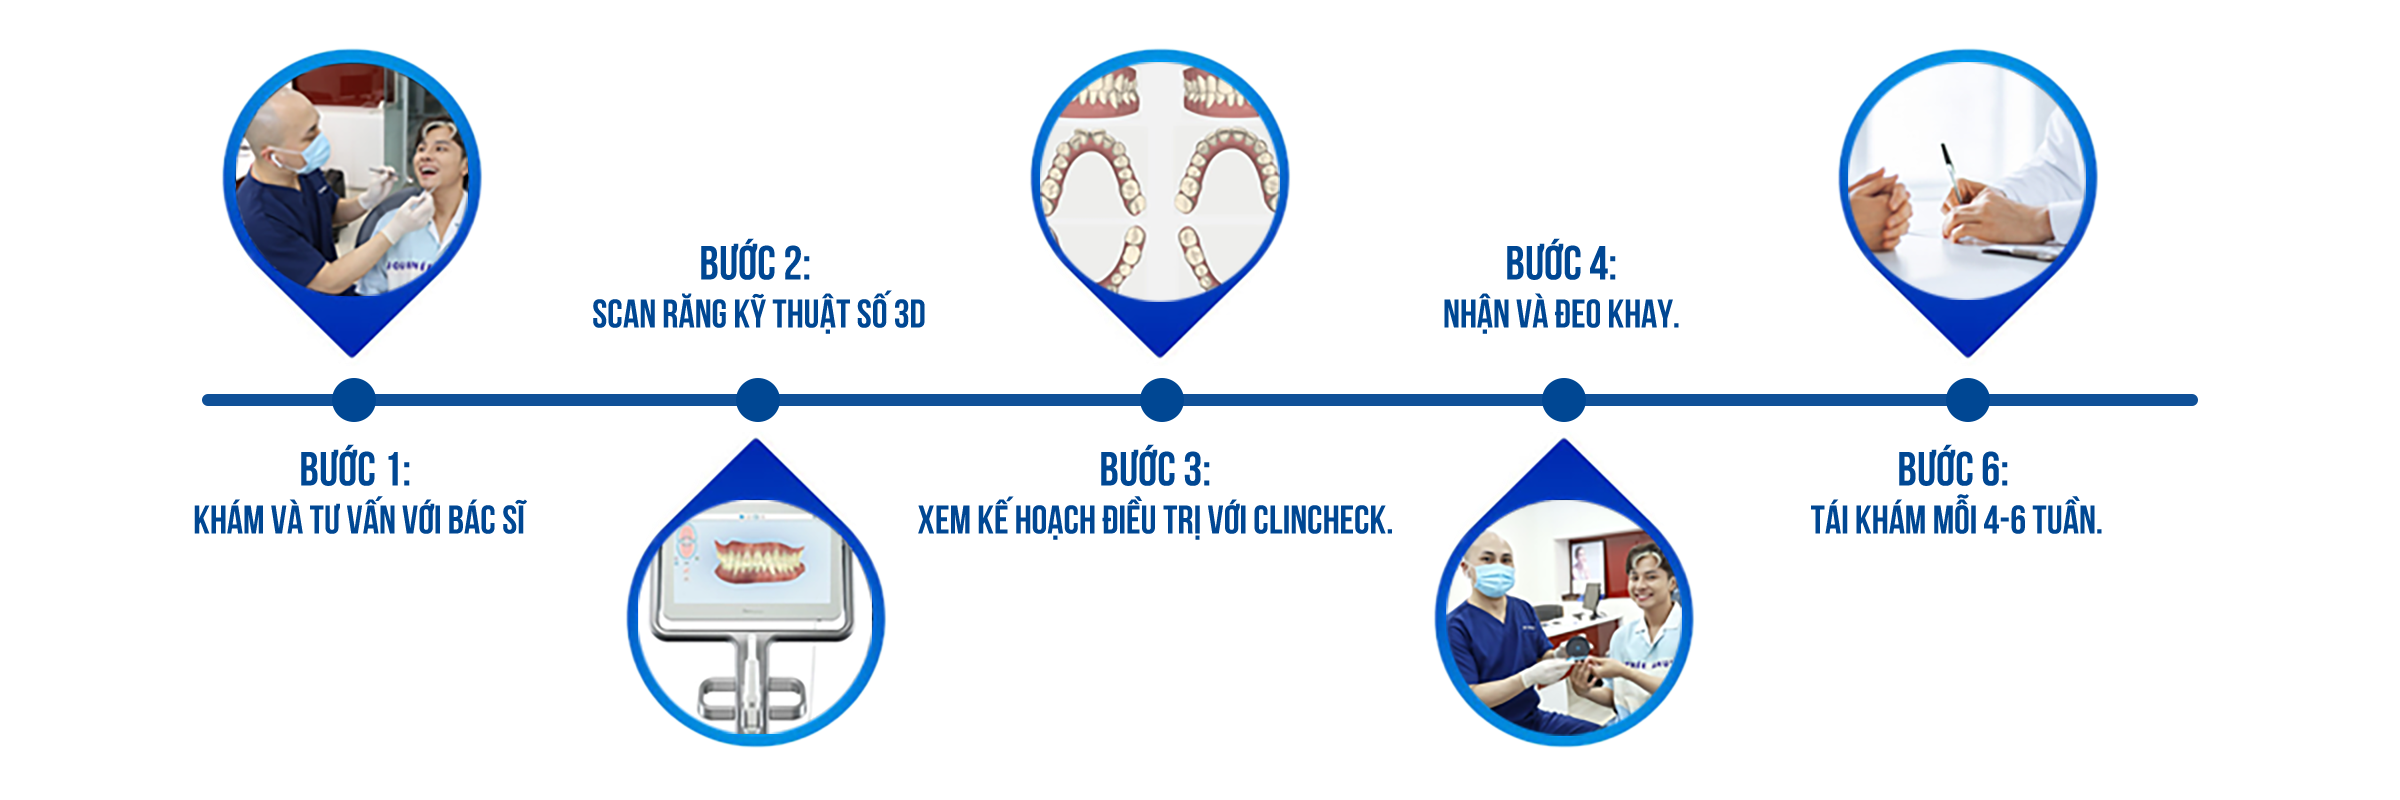 BƯỚC 1:
KHÁM VÀ TƯ VẤN VỚI BÁC SĨ
BƯỚC 2:
SCAN RĂNG KỸ THUẬT SỐ 3D
BƯỚC 3:
XEM KẾ HOẠCH ĐIỀU TRỊ VỚI CLINCHECK.
BƯỚC 4:
NHẬN VÀ ĐEO KHAY.
BƯỚC 6:
TÁI KHÁM MỖI 4-6 TUẦN.